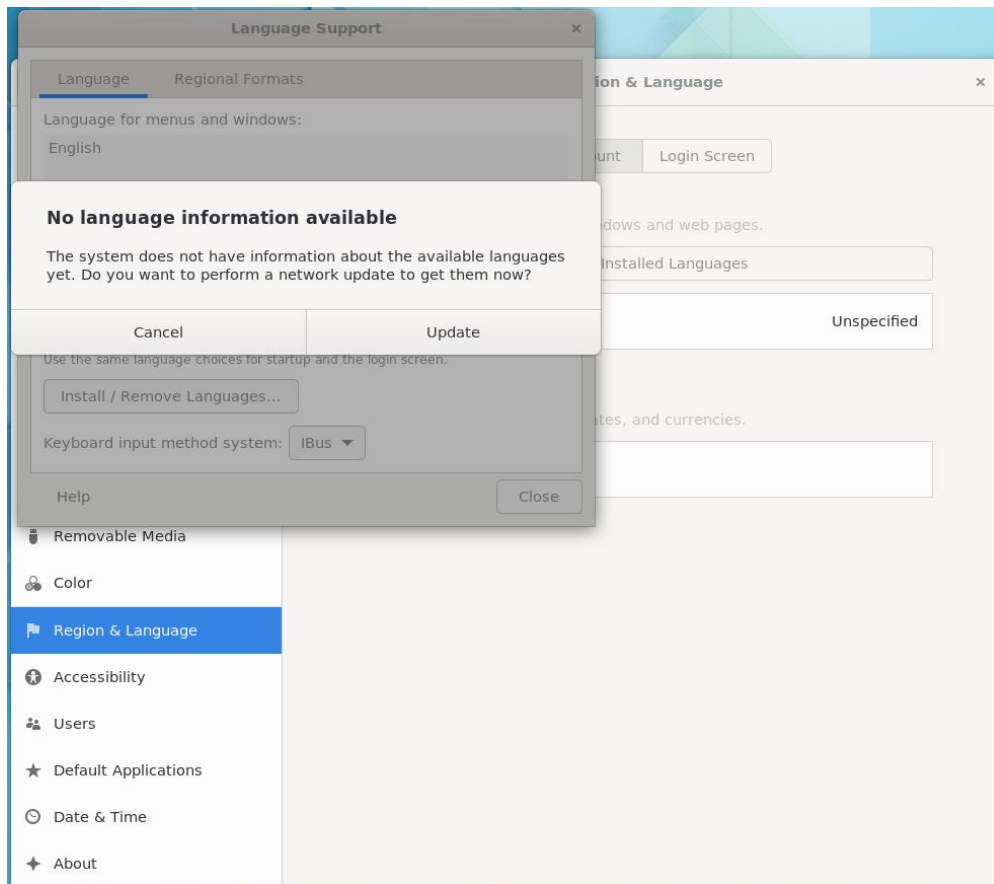 Language Support
×
Language
Regional Formats
Language for menus and windows:
English
No language information available
The system does not have information about the available languages
yet. Do you want to perform a network update to get them now?
Cancel
Update
Use the same language choices for startup and the login screen.
Install / Remove Languages...
Keyboard input method system:
IBus
Help
Close
ion & Language
×
unt
Login Screen
dows and web pages.
Installed Languages
Unspecified
tes, and currencies.
Removable Media
Color
Region & Language
Accessibility
Users
Default Applications
Date & Time
About